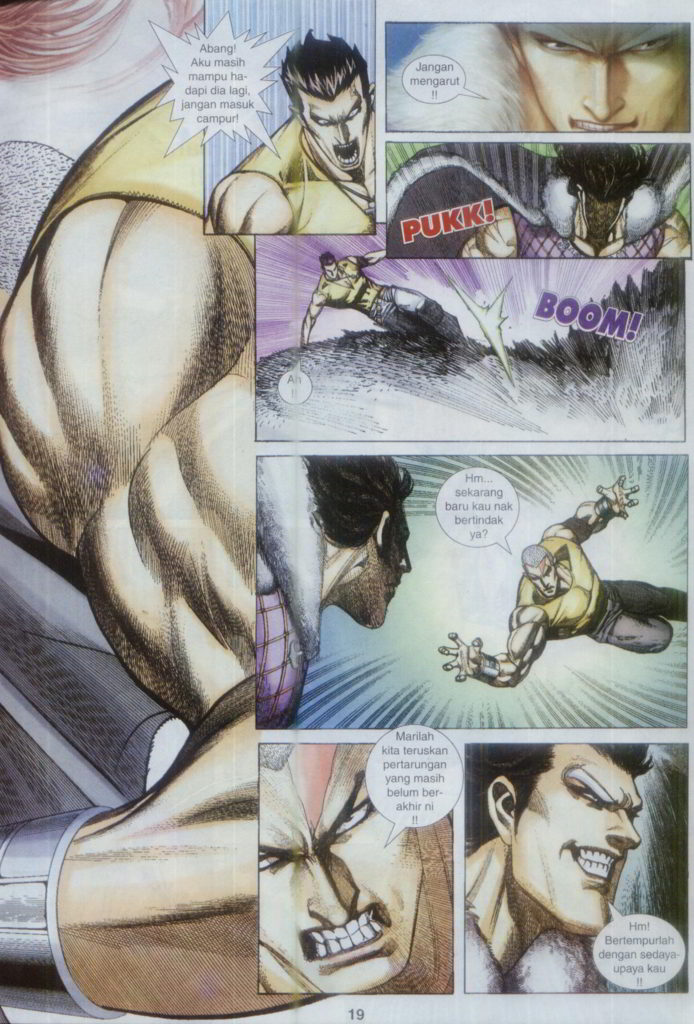 Abang!
Aku masih
mampu ha-
dapi dia lagi,
jangan masuk
campur!
Jangan
mengarut
!!
PUKK!
BOOM!
Ah
!!
Hm...
sekarang
baru kau nak
bertindak
ya?
Marilah
kita teruskan
pertarungan
yang masih
belum ber-
akhir ni
!!
Hm!
Bertempurlah
dengan sedaya-
upaya kau
!!
19